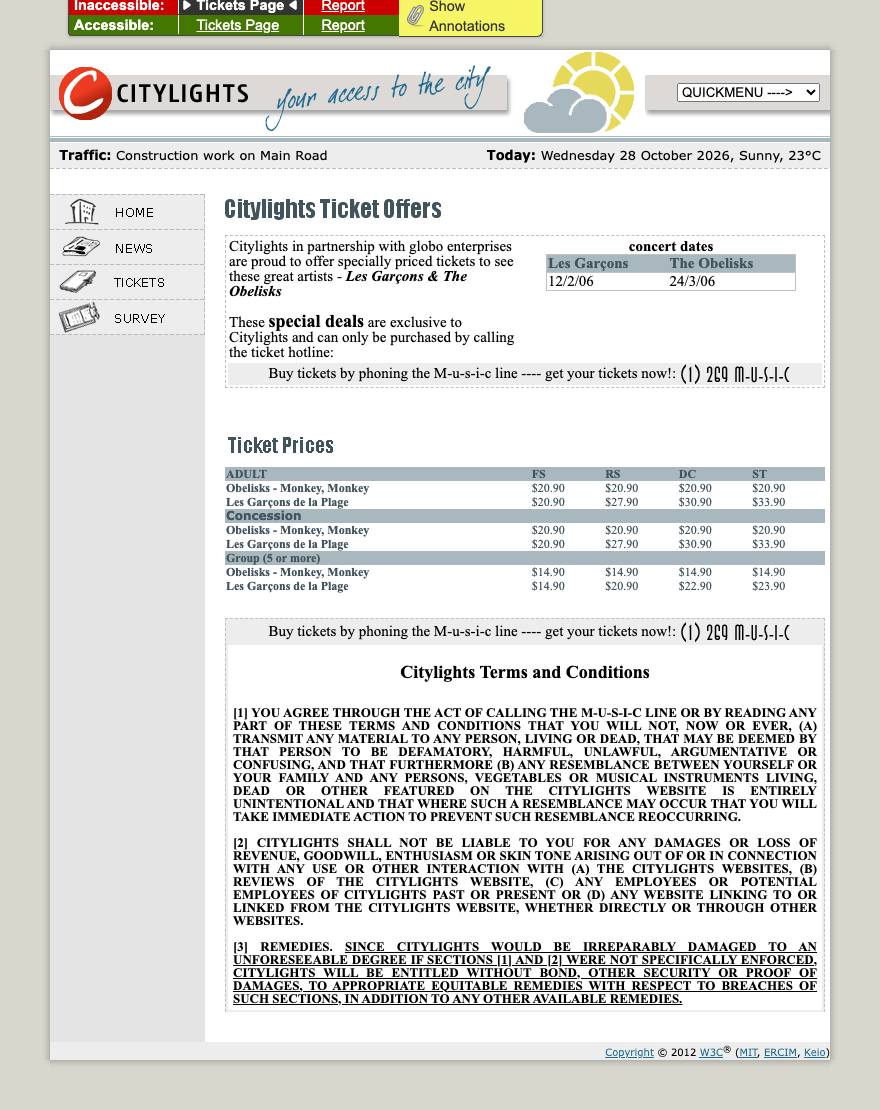 Inaccessible: Tickets Page Report Show
Accessible: Tickets Page Report Annotations
CITYLIGHTS your access to the city QUICKMENU ---->
Traffic: Construction work on Main Road Today: Wednesday 28 October 2026, Sunny, 23°C
HOME
NEWS
TICKETS
SURVEY
Citylights Ticket Offers
Citylights in partnership with globo enterprises
are proud to offer specially priced tickets to see
these great artists - Les Garçons & The
Obelisks
These special deals are exclusive to
Citylights and can only be purchased by calling
the ticket hotline:
concert dates
Les Garçons The Obelisks
12/2/06 24/3/06
Buy tickets by phoning the M-u-s-i-c line ---- get your tickets now!: (1) 269 M-U-S-I-C
Ticket Prices
ADULT FS RS DC ST
Obelisks - Monkey, Monkey $20.90 $20.90 $20.90 $20.90
Les Garçons de la Plage $20.90 $27.90 $30.90 $33.90
Concession
Obelisks - Monkey, Monkey $20.90 $20.90 $20.90 $20.90
Les Garçons de la Plage $20.90 $27.90 $30.90 $33.90
Group (5 or more)
Obelisks - Monkey, Monkey $14.90 $14.90 $14.90 $14.90
Les Garçons de la Plage $14.90 $20.90 $22.90 $23.90
Buy tickets by phoning the M-u-s-i-c line ---- get your tickets now!: (1) 269 M-U-S-I-C
Citylights Terms and Conditions
[1] YOU AGREE THROUGH THE ACT OF CALLING THE M-U-S-I-C LINE OR BY READING ANY
PART OF THESE TERMS AND CONDITIONS THAT YOU WILL NOT, NOW OR EVER, (A)
TRANSMIT ANY MATERIAL TO ANY PERSON, LIVING OR DEAD, THAT MAY BE DEEMED BY
THAT PERSON TO BE DEFAMATORY, HARMFUL, UNLAWFUL, ARGUMENTATIVE OR
CONFUSING, AND THAT FURTHERMORE (B) ANY RESEMBLANCE BETWEEN YOURSELF OR
YOUR FAMILY AND ANY PERSONS, VEGETABLES OR MUSICAL INSTRUMENTS LIVING,
DEAD OR OTHER FEATURED ON THE CITYLIGHTS WEBSITE IS ENTIRELY
UNINTENTIONAL AND THAT WHERE SUCH A RESEMBLANCE MAY OCCUR THAT YOU WILL
TAKE IMMEDIATE ACTION TO PREVENT SUCH RESEMBLANCE REOCCURRING.
[2] CITYLIGHTS SHALL NOT BE LIABLE TO YOU FOR ANY DAMAGES OR LOSS OF
REVENUE, GOODWILL, ENTHUSIASM OR SKIN TONE ARISING OUT OF OR IN CONNECTION
WITH ANY USE OR OTHER INTERACTION WITH (A) THE CITYLIGHTS WEBSITES, (B)
REVIEWS OF THE CITYLIGHTS WEBSITE, (C) ANY EMPLOYEES OR POTENTIAL
EMPLOYEES OF CITYLIGHTS PAST OR PRESENT OR (D) ANY WEBSITE LINKING TO OR
LINKED FROM THE CITYLIGHTS WEBSITE, WHETHER DIRECTLY OR THROUGH OTHER
WEBSITES.
[3] REMEDIES. SINCE CITYLIGHTS WOULD BE IRREPARABLY DAMAGED TO AN
UNFORESEEABLE DEGREE IF SECTIONS [1] AND [2] WERE NOT SPECIFICALLY ENFORCED,
CITYLIGHTS WILL BE ENTITLED WITHOUT BOND, OTHER SECURITY OR PROOF OF
DAMAGES, TO APPROPRIATE EQUITABLE REMEDIES WITH RESPECT TO BREACHES OF
SUCH SECTIONS, IN ADDITION TO ANY OTHER AVAILABLE REMEDIES.
Copyright © 2012 W3C® (MIT, ERCIM, Keio)